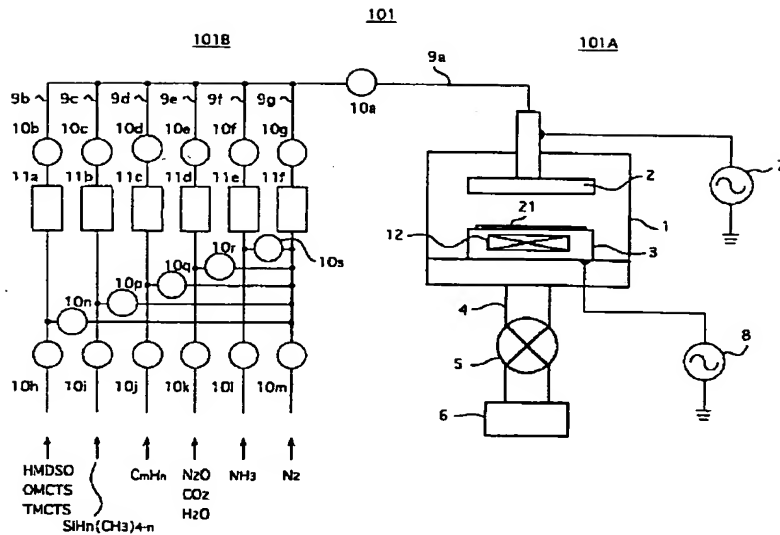 101
101B
101A
9a
9b 9c 9d 9e 9f 9g
10a
10b 10c 10d 10e 10f 10g
11a 11b 11c 11d 11e 11f
2
7
21
1
12
3
10r
10s
10q
10p
10n
4
5
8
10h 10i 10j 10k 10l 10m
6
HMDSO CmHn N2O NH3 N2
OMCTS CO2
TMCTS H2O
SiHn(CH3)4-n